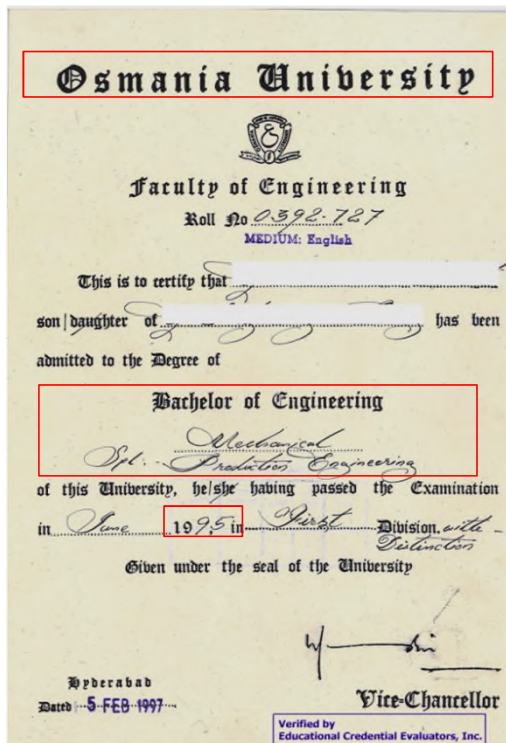 Osmania University
Faculty of Engineering
Roll No 0392-727
MEDIUM: English
This is to certify that
son|daughter of has been
admitted to the Degree of
Bachelor of Engineering
Mechanical
Spl. - Production Engineering
of this University, he/she having passed the Examination
in June 1995 in First Division. with
Distinction
Given under the seal of the University
Hyderabad
Dated 5 FEB 1997
Vice-Chancellor
Verified by
Educational Credential Evaluators, Inc.